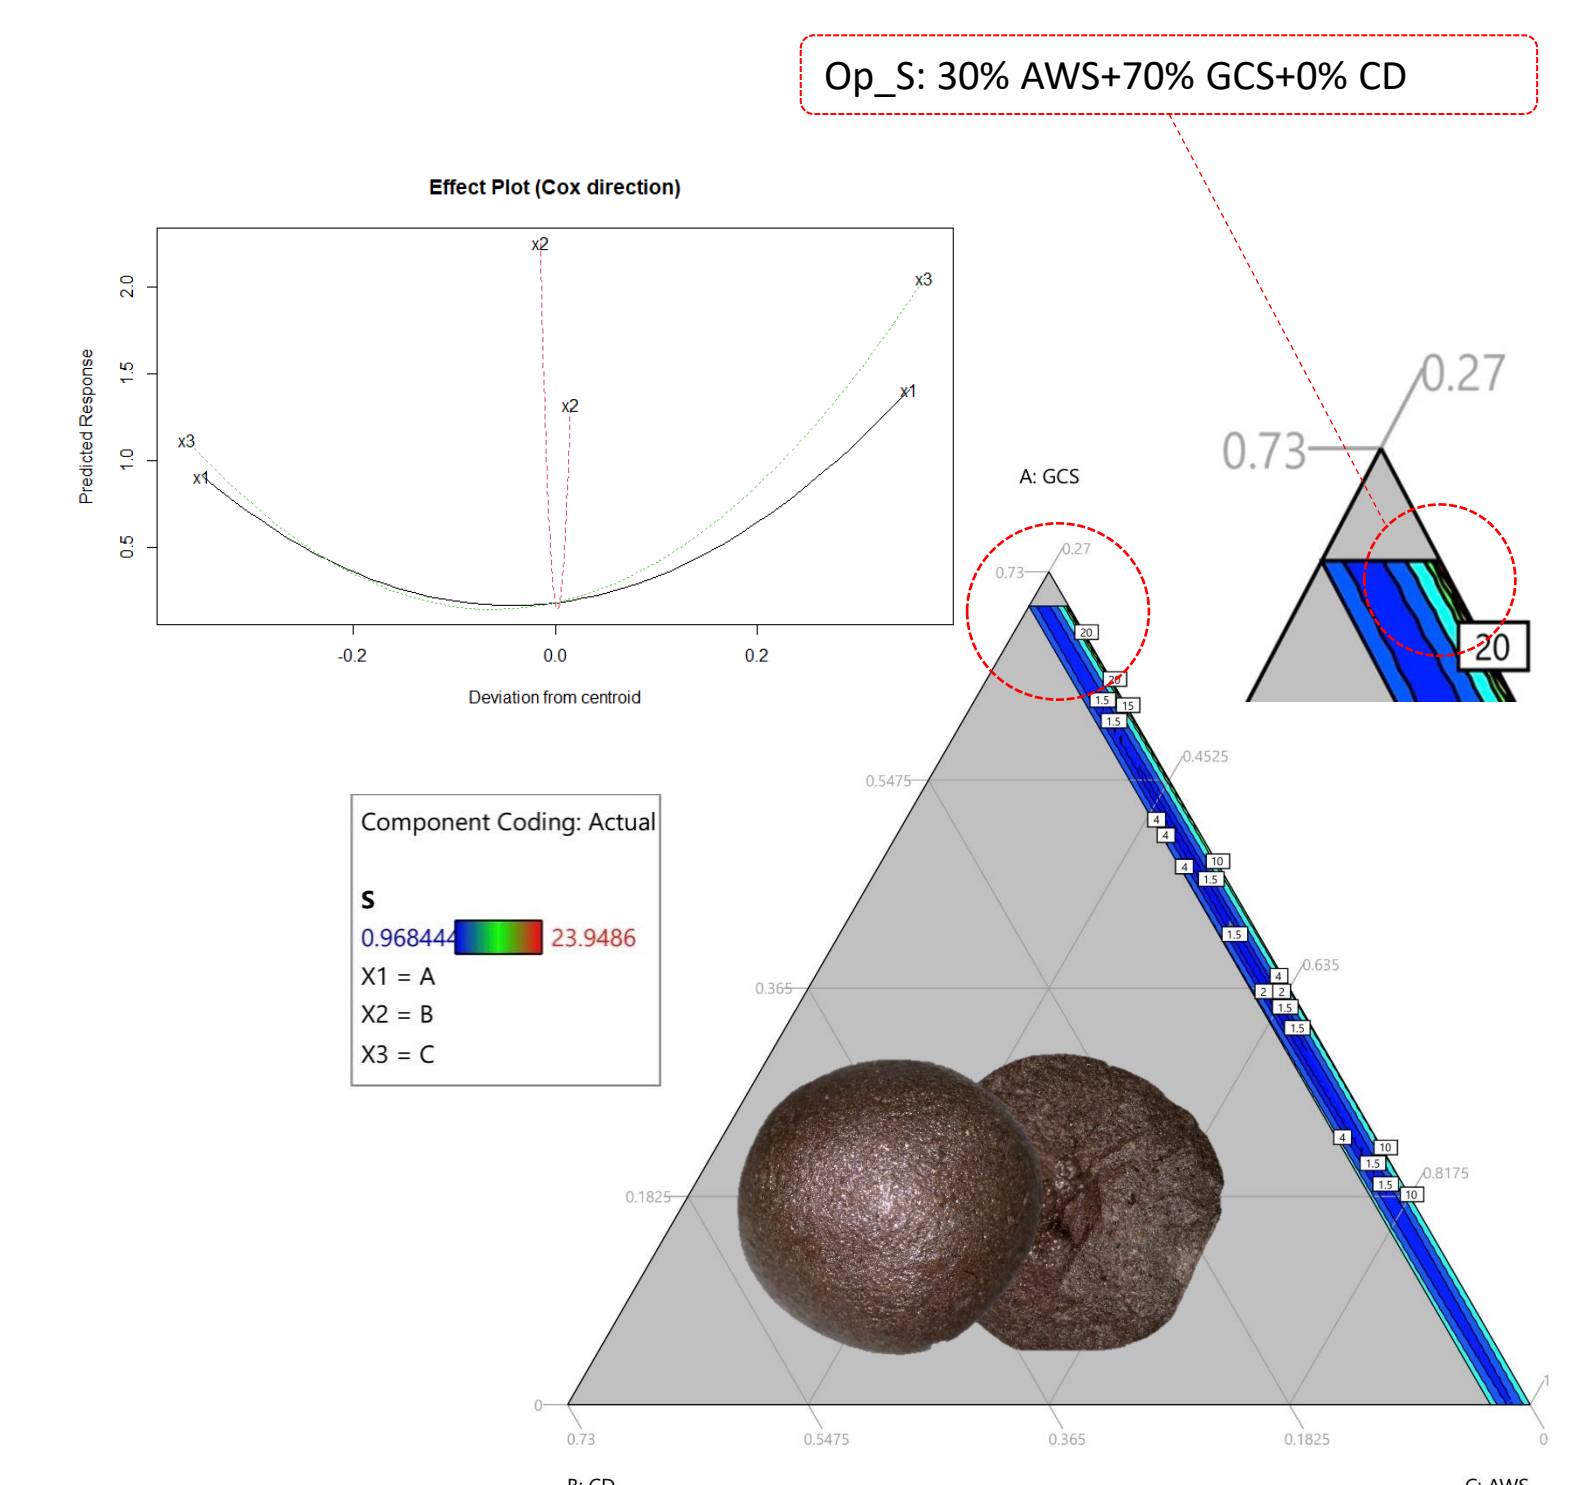 Op_S: 30% AWS+70% GCS+0% CD
Effect Plot (Cox direction)
Predicted Response
2.0
1.5
1.0
0.5
x2
x3
x1
x2
x3
x1
-0.2
0.0
0.2
Deviation from centroid
0.27
0.73
20
A: GCS
0.27
0.73
20
20
1.5
15
1.5
0.4525
0.5475
4
4
10
4
1.5
1.5
0.635
4
0.365
2
2
1.5
1.5
4
10
1.5
0.8175
1.5
10
0.1825
1
0
0.73
0.5475
0.365
0.1825
0
Component Coding: Actual
S
0.968444
23.9486
X1 = A
X2 = B
X3 = C
B: CD
C: AWS